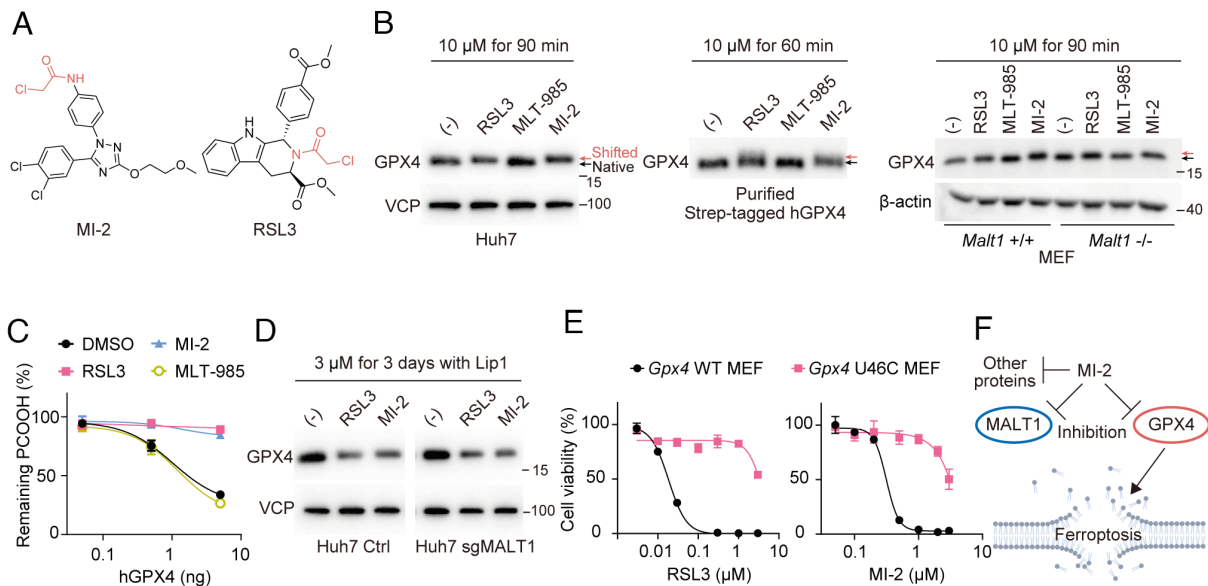 A
Cl
O
NH
N
N
N
Cl
Cl
O
O
MI-2
O
O
H
N
N
O
Cl
O
O
RSL3
B
10 μM for 90 min
(-)
RSL3
MLT-985
MI-2
GPX4
Shifted
Native
15
VCP
100
Huh7
10 μM for 60 min
(-)
RSL3
MLT-985
MI-2
GPX4
Purified
Strep-tagged hGPX4
10 μM for 90 min
(-)
RSL3
MLT-985
MI-2
(-)
RSL3
MLT-985
MI-2
GPX4
15
β-actin
40
Malt1 +/+
Malt1 -/-
MEF
C
DMSO
MI-2
RSL3
MLT-985
Remaining PCOOH (%)
100
50
0
0.1
1
10
hGPX4 (ng)
D
3 μM for 3 days with Lip1
(-)
RSL3
MI-2
(-)
RSL3
MI-2
GPX4
15
VCP
100
Huh7 Ctrl
Huh7 sgMALT1
E
Gpx4 WT MEF
Gpx4 U46C MEF
Cell viability (%)
100
50
0
0.01
0.1
1
10
RSL3 (μM)
100
50
0
0.1
1
10
MI-2 (μM)
F
Other
proteins
MI-2
MALT1
Inhibition
GPX4
Ferroptosis